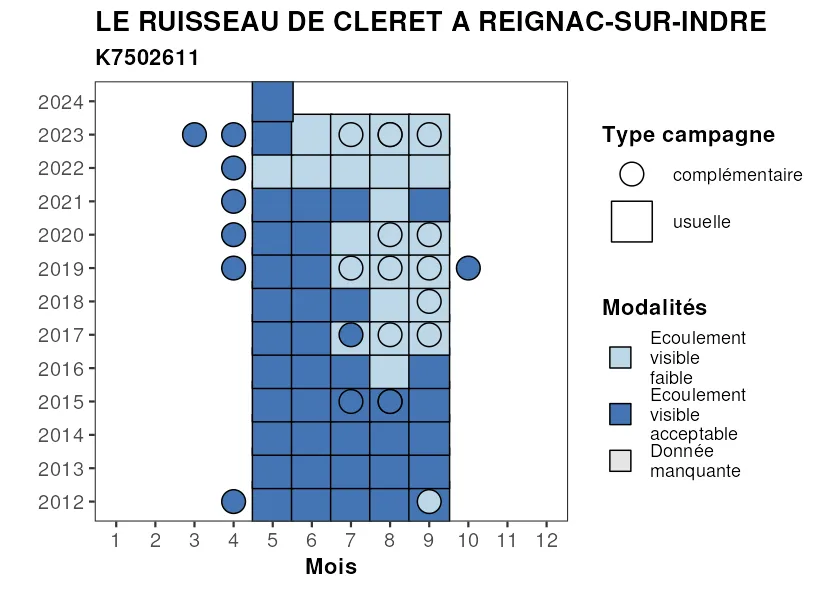 LE RUISSEAU DE CLERET A REIGNAC-SUR-INDRE
K7502611
2024
2023
2022
2021
2020
2019
2018
2017
2016
2015
2014
2013
2012
1 2 3 4 5 6 7 8 9 10 11 12
Mois
Type campagne
complémentaire
usuelle
Modalités
Ecoulement
visible
faible
Ecoulement
visible
acceptable
Donnée
manquante